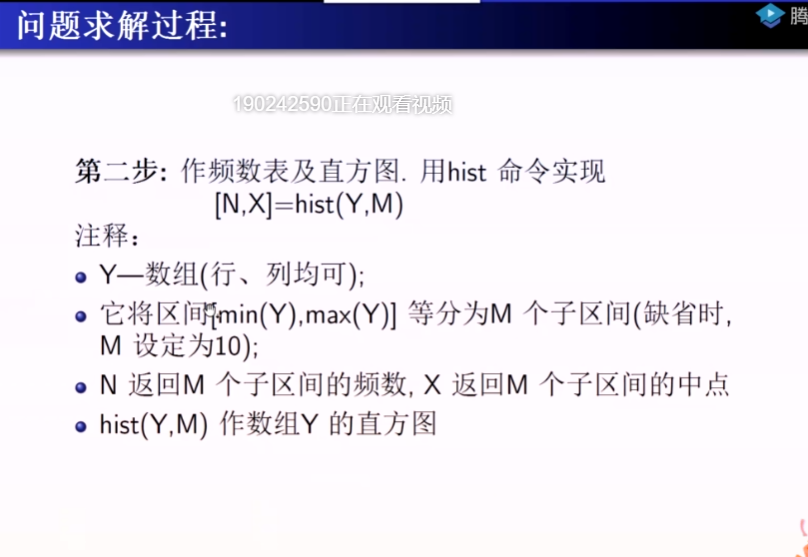 问题求解过程:
腾
190242590正在观看视频
第二步: 作频数表及直方图. 用hist 命令实现
[N,X]=hist(Y,M)
注释:
Y—数组(行、列均可);
它将区间[min(Y),max(Y)] 等分为M 个子区间(缺省时,
M 设定为10);
N 返回M 个子区间的频数, X 返回M 个子区间的中点
hist(Y,M) 作数组Y 的直方图